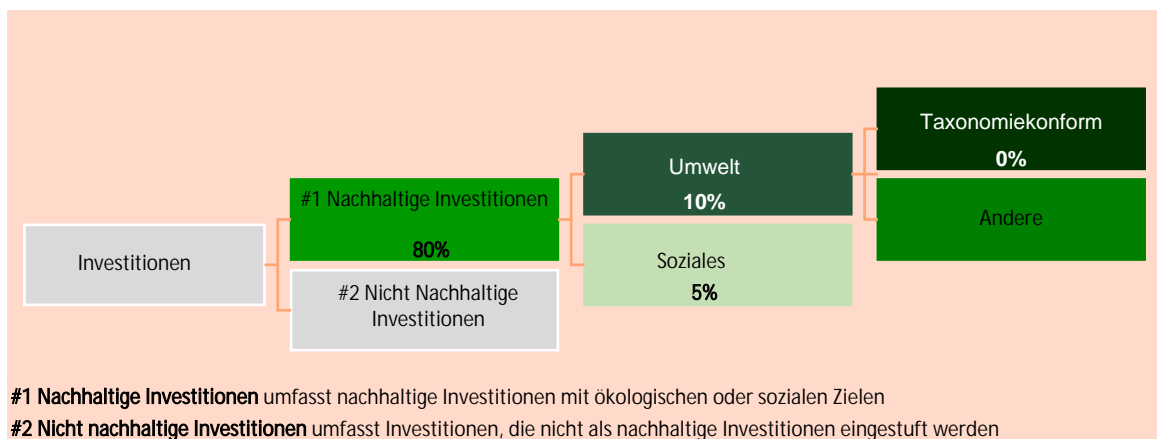 Investitionen
#1 Nachhaltige Investitionen
80%
#2 Nicht Nachhaltige
Investitionen
Umwelt
10%
Soziales
5%
Taxonomiekonform
0%
Andere
#1 Nachhaltige Investitionen umfasst nachhaltige Investitionen mit ökologischen oder sozialen Zielen
#2 Nicht nachhaltige Investitionen umfasst Investitionen, die nicht als nachhaltige Investitionen eingestuft werden